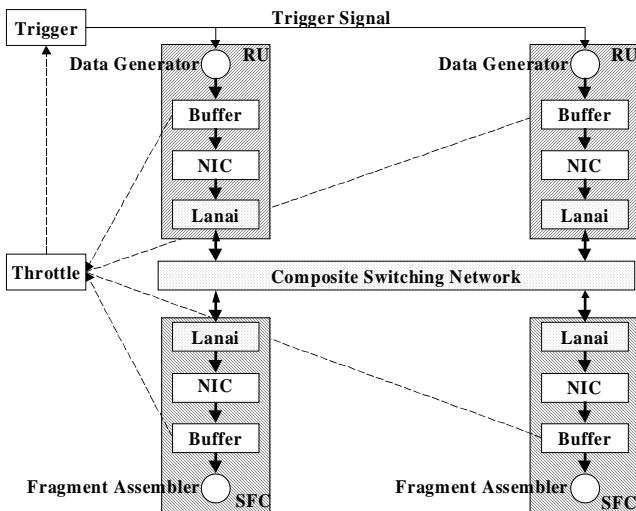 Trigger
Trigger Signal
RU
RU
Data Generator
Data Generator
Buffer
Buffer
NIC
NIC
Lanai
Lanai
Throttle
Composite Switching Network
Lanai
Lanai
NIC
NIC
Buffer
Buffer
Fragment Assembler
Fragment Assembler
SFC
SFC